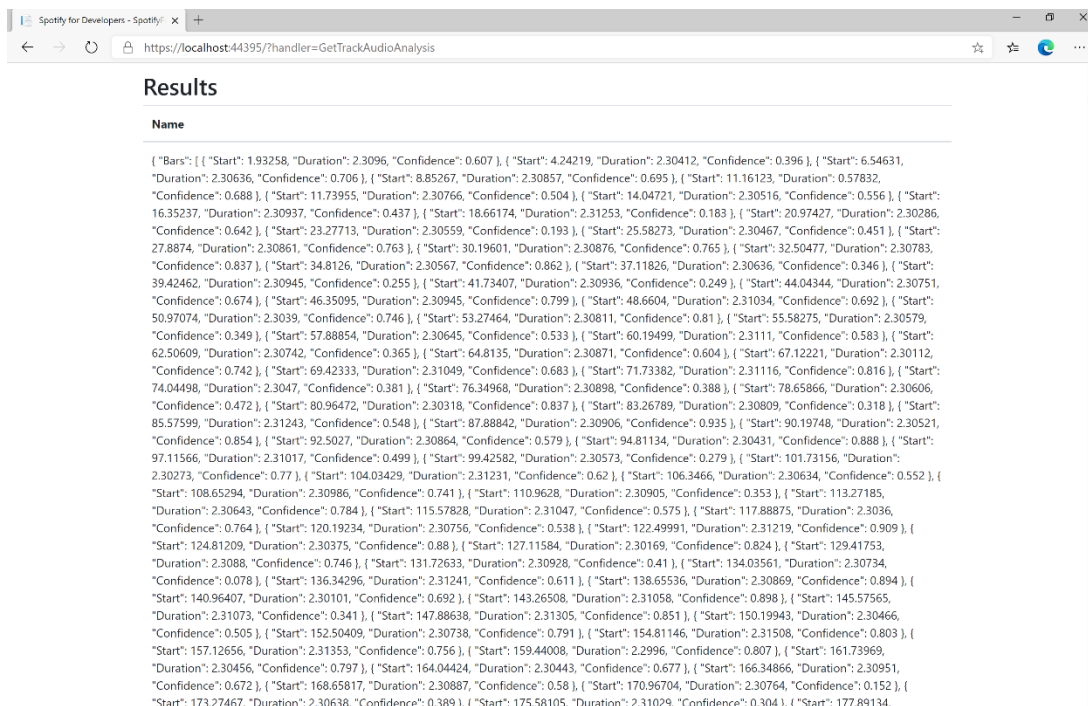 Spotify for Developers - Spotify
https://localhost:44395/?handler=GetTrackAudioAnalysis
Results
Name
{ "Bars": [ { "Start": 1.93258, "Duration": 2.3096, "Confidence": 0.607 }, { "Start": 4.24219, "Duration": 2.30412, "Confidence": 0.396 }, { "Start": 6.54631,
"Duration": 2.30636, "Confidence": 0.706 }, { "Start": 8.85267, "Duration": 2.30857, "Confidence": 0.695 }, { "Start": 11.16123, "Duration": 0.57832,
"Confidence": 0.688 }, { "Start": 11.73955, "Duration": 2.30766, "Confidence": 0.504 }, { "Start": 14.04721, "Duration": 2.30516, "Confidence": 0.556 }, { "Start":
16.35237, "Duration": 2.30937, "Confidence": 0.437 }, { "Start": 18.66174, "Duration": 2.31253, "Confidence": 0.183 }, { "Start": 20.97427, "Duration": 2.30286,
"Confidence": 0.642 }, { "Start": 23.27713, "Duration": 2.30559, "Confidence": 0.193 }, { "Start": 25.58273, "Duration": 2.30467, "Confidence": 0.451 }, { "Start":
27.8874, "Duration": 2.30861, "Confidence": 0.763 }, { "Start": 30.19601, "Duration": 2.30876, "Confidence": 0.765 }, { "Start": 32.50477, "Duration": 2.30783,
"Confidence": 0.837 }, { "Start": 34.8126, "Duration": 2.30567, "Confidence": 0.862 }, { "Start": 37.11826, "Duration": 2.30636, "Confidence": 0.346 }, { "Start":
39.42462, "Duration": 2.30945, "Confidence": 0.255 }, { "Start": 41.73407, "Duration": 2.30936, "Confidence": 0.249 }, { "Start": 44.04344, "Duration": 2.30751,
"Confidence": 0.674 }, { "Start": 46.35095, "Duration": 2.30945, "Confidence": 0.799 }, { "Start": 48.6604, "Duration": 2.31034, "Confidence": 0.692 }, { "Start":
50.97074, "Duration": 2.3039, "Confidence": 0.746 }, { "Start": 53.27464, "Duration": 2.30811, "Confidence": 0.81 }, { "Start": 55.58275, "Duration": 2.30579,
"Confidence": 0.349 }, { "Start": 57.88854, "Duration": 2.30645, "Confidence": 0.533 }, { "Start": 60.19499, "Duration": 2.3111, "Confidence": 0.583 }, { "Start":
62.50609, "Duration": 2.30742, "Confidence": 0.365 }, { "Start": 64.8135, "Duration": 2.30871, "Confidence": 0.604 }, { "Start": 67.12221, "Duration": 2.30112,
"Confidence": 0.742 }, { "Start": 69.42333, "Duration": 2.31049, "Confidence": 0.683 }, { "Start": 71.73382, "Duration": 2.31116, "Confidence": 0.816 }, { "Start":
74.04498, "Duration": 2.3047, "Confidence": 0.381 }, { "Start": 76.34968, "Duration": 2.30898, "Confidence": 0.388 }, { "Start": 78.65866, "Duration": 2.30606,
"Confidence": 0.472 }, { "Start": 80.96472, "Duration": 2.30318, "Confidence": 0.837 }, { "Start": 83.26789, "Duration": 2.30809, "Confidence": 0.318 }, { "Start":
85.57599, "Duration": 2.31243, "Confidence": 0.548 }, { "Start": 87.88842, "Duration": 2.30906, "Confidence": 0.935 }, { "Start": 90.19748, "Duration": 2.30521,
"Confidence": 0.854 }, { "Start": 92.5027, "Duration": 2.30864, "Confidence": 0.579 }, { "Start": 94.81134, "Duration": 2.30431, "Confidence": 0.888 }, { "Start":
97.11566, "Duration": 2.31017, "Confidence": 0.499 }, { "Start": 99.42582, "Duration": 2.30573, "Confidence": 0.279 }, { "Start": 101.73156, "Duration":
2.30273, "Confidence": 0.77 }, { "Start": 104.03429, "Duration": 2.31231, "Confidence": 0.62 }, { "Start": 106.3466, "Duration": 2.30634, "Confidence": 0.552 }, {
"Start": 108.65294, "Duration": 2.30986, "Confidence": 0.741 }, { "Start": 110.9628, "Duration": 2.30905, "Confidence": 0.353 }, { "Start": 113.27185,
"Duration": 2.30643, "Confidence": 0.784 }, { "Start": 115.57828, "Duration": 2.31047, "Confidence": 0.575 }, { "Start": 117.88875, "Duration": 2.3036,
"Confidence": 0.764 }, { "Start": 120.19234, "Duration": 2.30756, "Confidence": 0.538 }, { "Start": 122.49991, "Duration": 2.31219, "Confidence": 0.909 }, {
"Start": 124.81209, "Duration": 2.30375, "Confidence": 0.88 }, { "Start": 127.11584, "Duration": 2.30169, "Confidence": 0.824 }, { "Start": 129.41753,
"Duration": 2.3088, "Confidence": 0.746 }, { "Start": 131.72633, "Duration": 2.30928, "Confidence": 0.41 }, { "Start": 134.03561, "Duration": 2.30734,
"Confidence": 0.078 }, { "Start": 136.34296, "Duration": 2.31241, "Confidence": 0.611 }, { "Start": 138.65536, "Duration": 2.30869, "Confidence": 0.894 }, {
"Start": 140.96407, "Duration": 2.30101, "Confidence": 0.692 }, { "Start": 143.26508, "Duration": 2.31058, "Confidence": 0.898 }, { "Start": 145.57565,
"Duration": 2.31073, "Confidence": 0.341 }, { "Start": 147.88638, "Duration": 2.31305, "Confidence": 0.851 }, { "Start": 150.19943, "Duration": 2.30466,
"Confidence": 0.505 }, { "Start": 152.50409, "Duration": 2.30738, "Confidence": 0.791 }, { "Start": 154.81146, "Duration": 2.31508, "Confidence": 0.803 }, {
"Start": 157.12656, "Duration": 2.31353, "Confidence": 0.756 }, { "Start": 159.44008, "Duration": 2.2996, "Confidence": 0.807 }, { "Start": 161.73969,
"Duration": 2.30456, "Confidence": 0.797 }, { "Start": 164.04424, "Duration": 2.30443, "Confidence": 0.677 }, { "Start": 166.34866, "Duration": 2.30951,
"Confidence": 0.672 }, { "Start": 168.65817, "Duration": 2.30887, "Confidence": 0.58 }, { "Start": 170.96704, "Duration": 2.30764, "Confidence": 0.152 }, {
"Start": 173.27467, "Duration": 2.30638, "Confidence": 0.389 }, { "Start": 175.58105, "Duration": 2.31029, "Confidence": 0.304 }, { "Start": 177.89134,